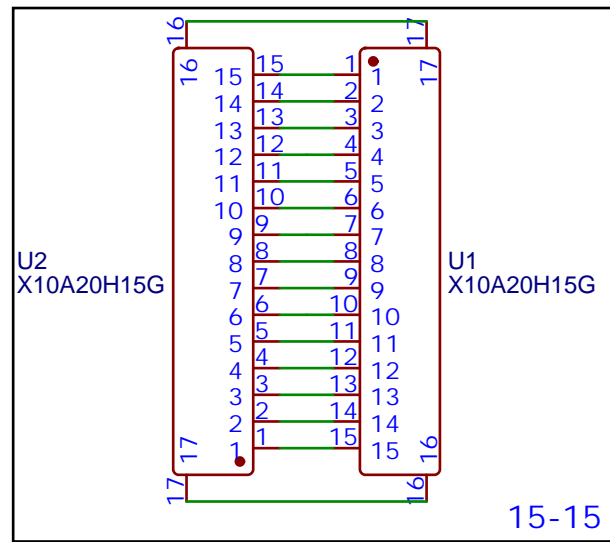 16 17
16 17
15 15 1 1
14 14 2 2
13 13 3 3
12 12 4 4
11 11 5 5
10 10 6 6
9 9 7 7
8 8 8 8
U2 U1
X10A20H15G X10A20H15G
7 7 9 9
6 6 10 10
5 5 11 11
4 4 12 12
3 3 13 13
2 2 14 14
1 1 15 15
17 16
17 16
15-15